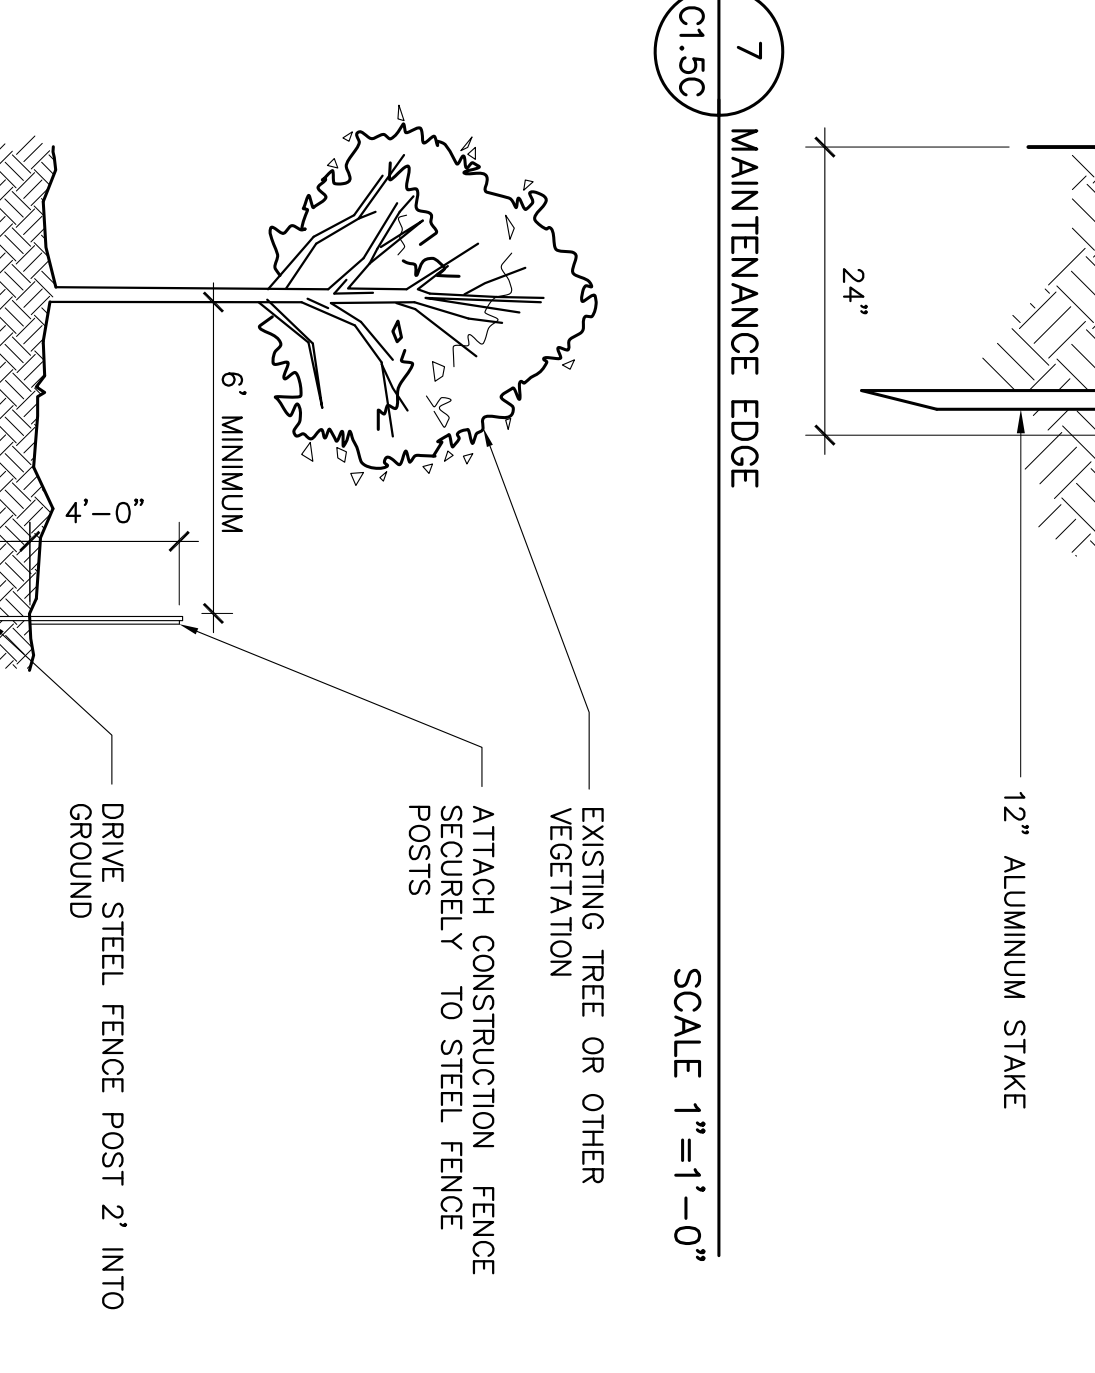 24”
12” ALUMINUM STAKE
7
C1.5C
MAINTENANCE EDGE
SCALE 1”=1’-0”
EXISTING TREE OR OTHER
VEGETATION
ATTACH CONSTRUCTION FENCE
SECURELY TO STEEL FENCE
POSTS
6’ MINIMUM
4’-0”
DRIVE STEEL FENCE POST 2’ INTO
GROUND